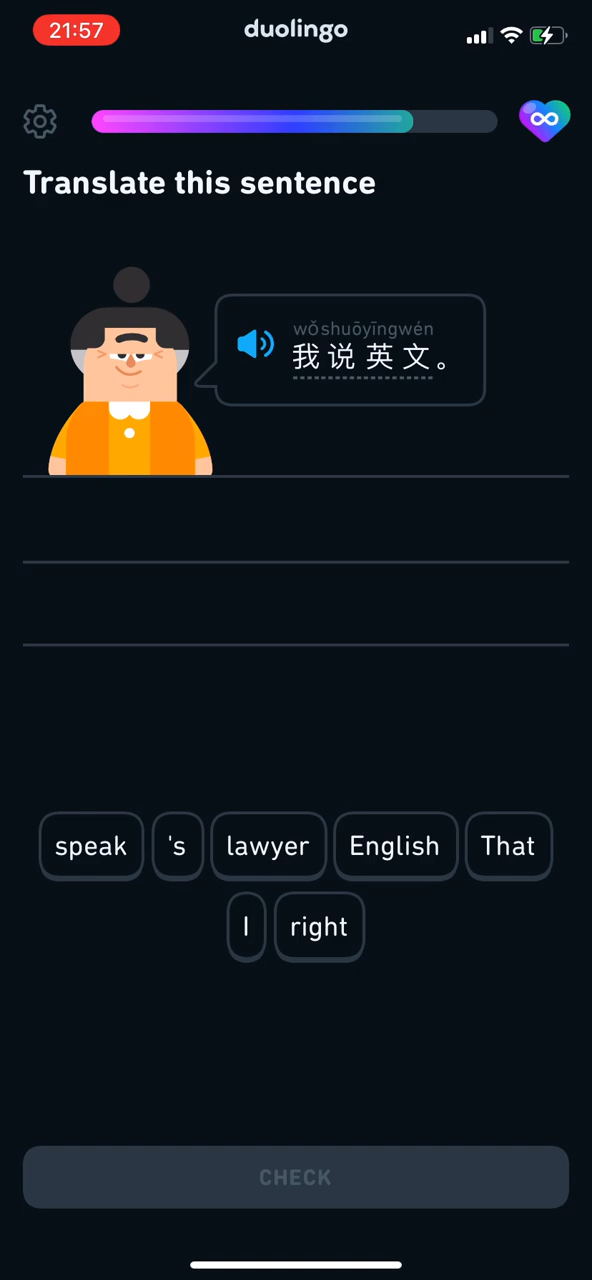 21:57
duolingo
Translate this sentence
wǒshuōyīngwén
我说英文。
speak 's lawyer English That
I right
CHECK